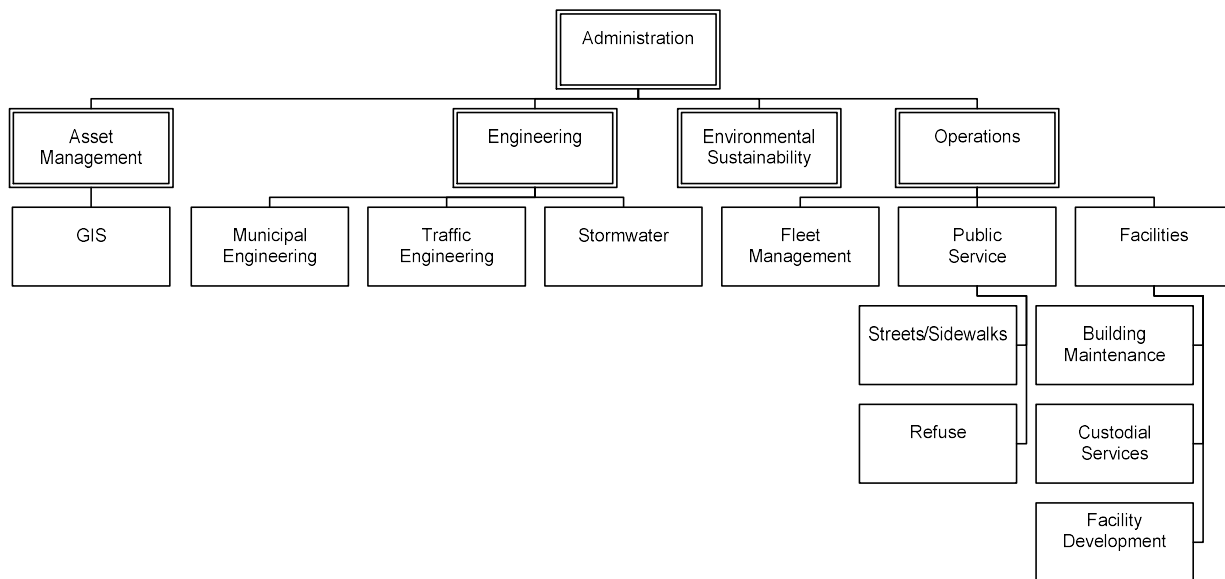 Administration
Asset
Management
Engineering
Environmental
Sustainability
Operations
GIS
Municipal
Engineering
Traffic
Engineering
Stormwater
Fleet
Management
Public
Service
Facilities
Streets/Sidewalks
Building
Maintenance
Refuse
Custodial
Services
Facility
Development